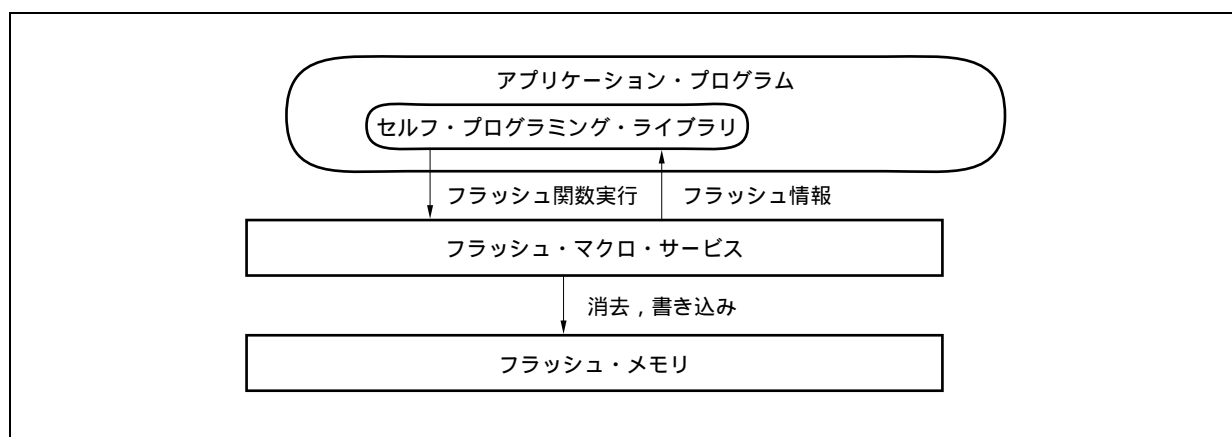 アプリケーション・プログラム
セルフ・プログラミング・ライブラリ
フラッシュ関数実行
フラッシュ情報
フラッシュ・マクロ・サービス
消去，書き込み
フラッシュ・メモリ